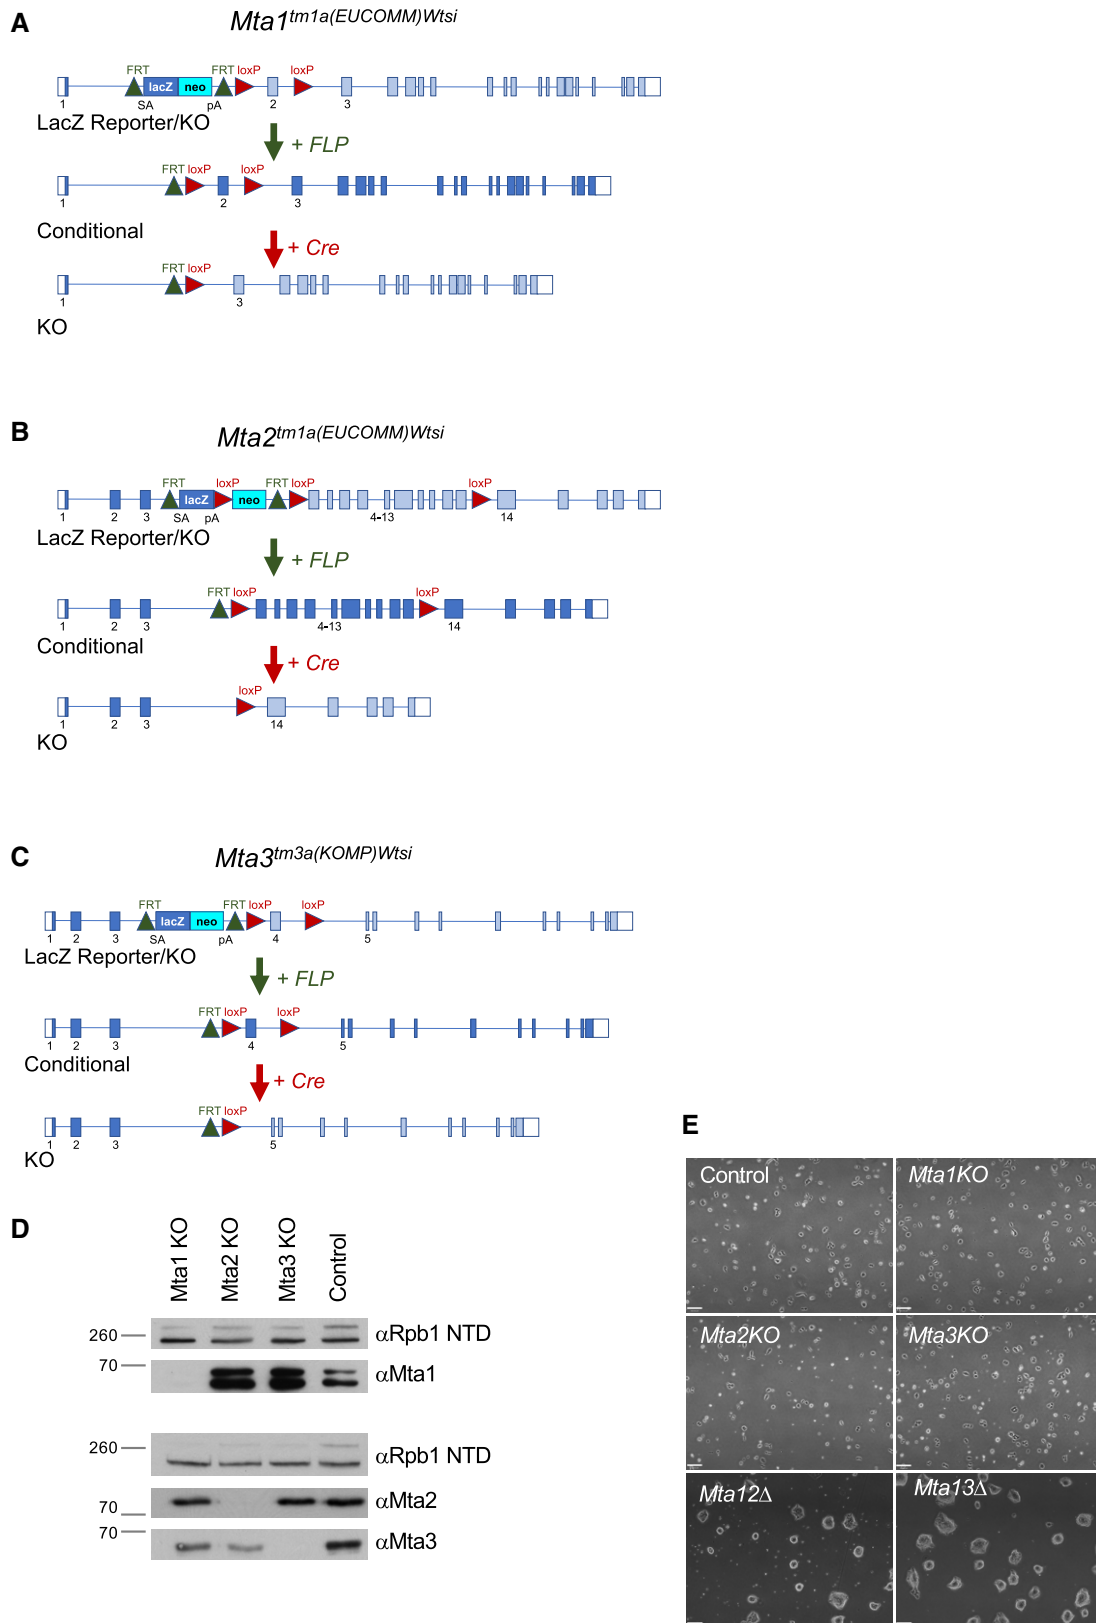 A
Mta1tm1a(EUCOMM)Wtsi
FRT FRT loxP loxP
lacZ neo
1 SA pA 2 3
LacZ Reporter/KO
+ FLP
FRT loxP loxP
1 2 3
Conditional
+ Cre
FRT loxP
1 3
KO
B
Mta2tm1a(EUCOMM)Wtsi
FRT loxP FRT loxP loxP
lacZ neo
1 2 3 SA pA 4-13 14
LacZ Reporter/KO
+ FLP
FRT loxP loxP
1 2 3 4-13 14
Conditional
+ Cre
loxP
1 2 3 14
KO
C
Mta3tm3a(KOMP)Wtsi
FRT FRT loxP loxP
lacZ neo
1 2 3 SA pA 4 5
LacZ Reporter/KO
+ FLP
FRT loxP loxP
1 2 3 4 5
Conditional
+ Cre
FRT loxP
1 2 3 5
KO
D
Mta1 KO
Mta2 KO
Mta3 KO
Control
260 αRpb1 NTD
70 αMta1
260 αRpb1 NTD
70 αMta2
70 αMta3
E
Control Mta1KO
Mta2KO Mta3KO
Mta12Δ Mta13Δ